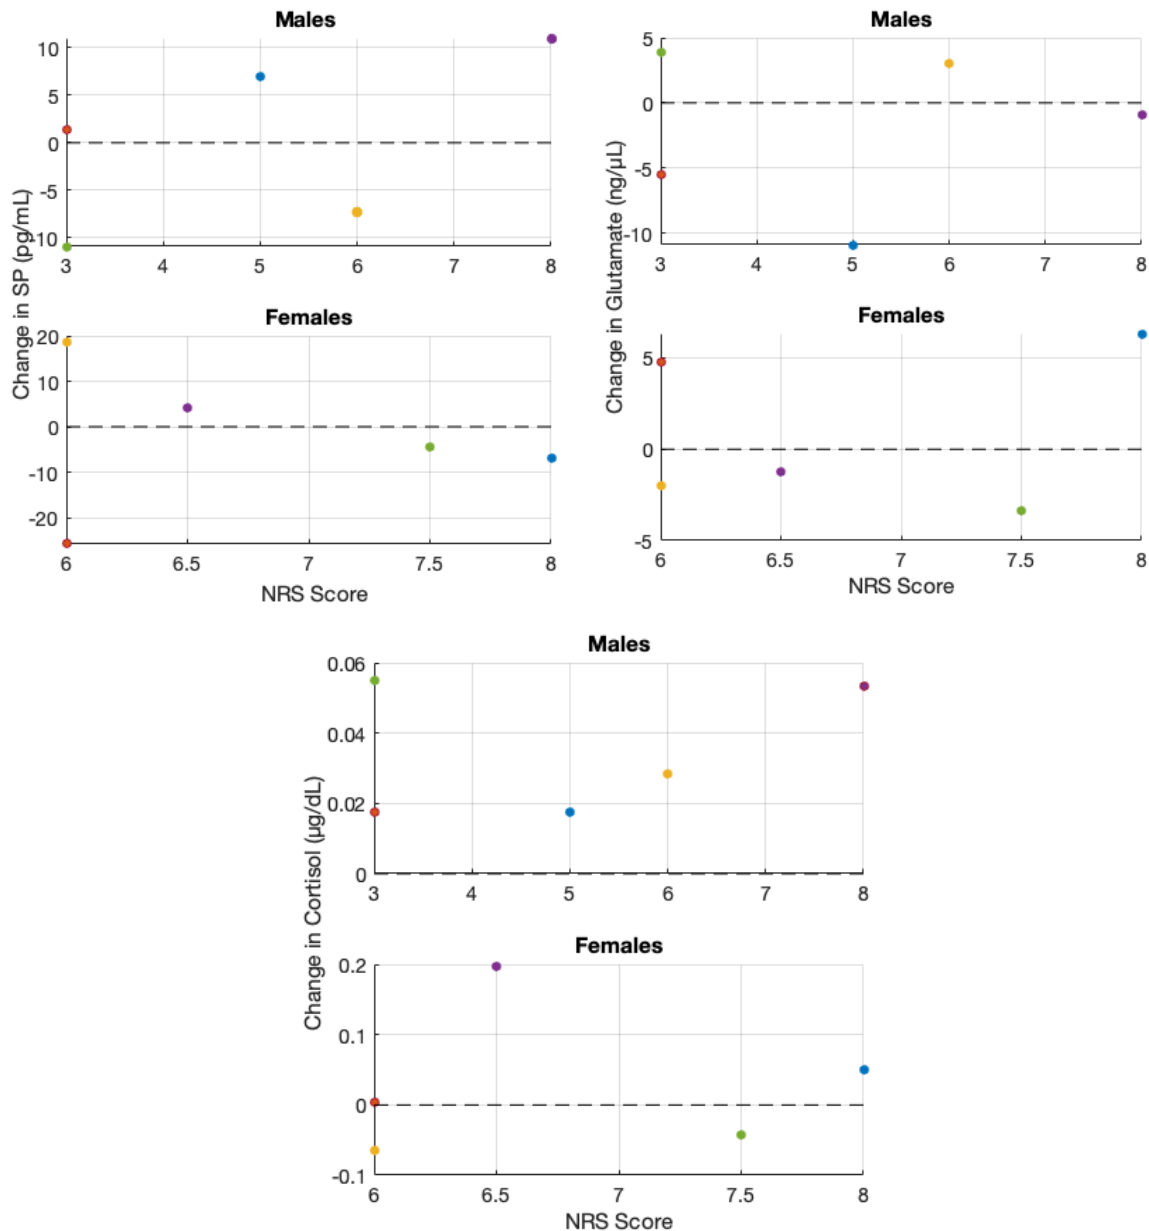 Males
10
5
0
-5
-10
3 4 5 6 7 8
Change in SP (pg/mL)
Females
20
10
0
-10
-20
6 6.5 7 7.5 8
NRS Score
Males
5
0
-5
-10
3 4 5 6 7 8
Change in Glutamate (ng/µL)
Females
5
0
-5
6 6.5 7 7.5 8
NRS Score
Males
0.06
0.04
0.02
0
3 4 5 6 7 8
Change in Cortisol (µg/dL)
Females
0.2
0.1
0
-0.1
6 6.5 7 7.5 8
NRS Score